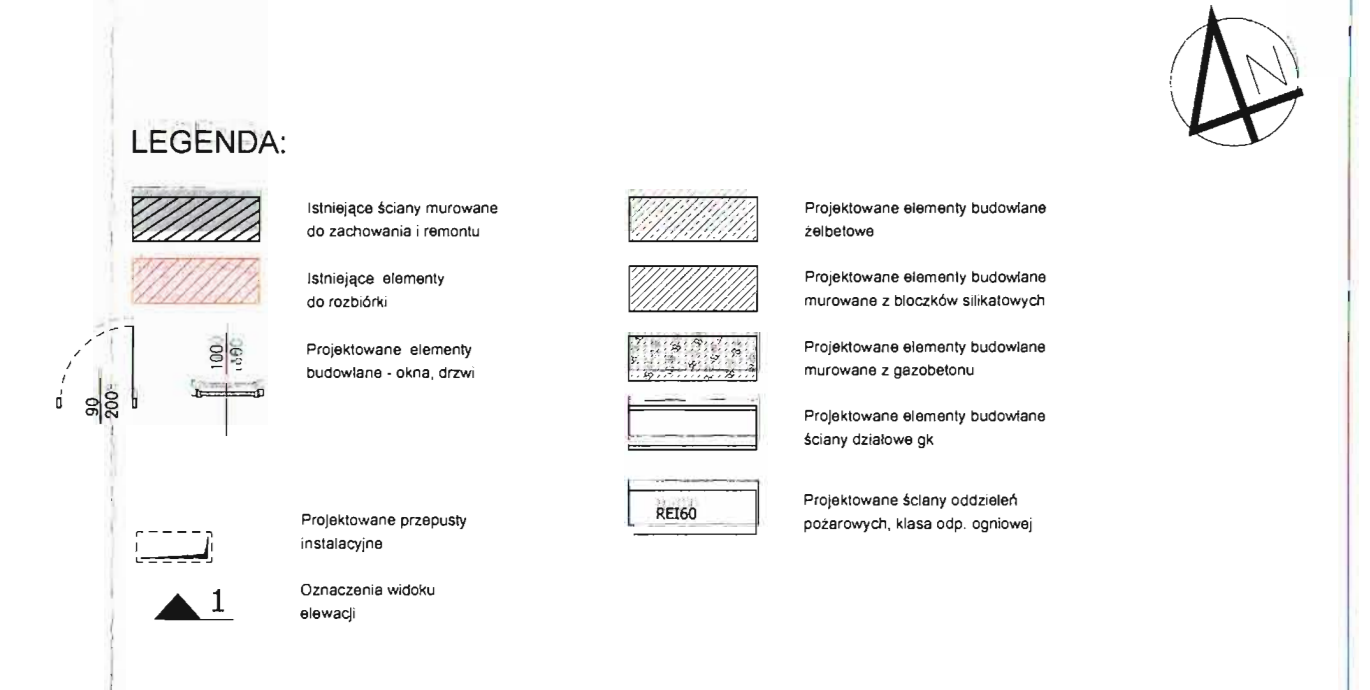 N
LEGENDA:
Istniejące ściany murowane
do zachowania i remontu
Istniejące elementy
do rozbiórki
100
90
200
Projektowane elementy
budowlane - okna, drzwi
Projektowane przepusty
instalacyjne
1
Oznaczenia widoku
elewacji
Projektowane elementy budowlane
żelbetowe
Projektowane elementy budowlane
murowane z bloczków silikatowych
Projektowane elementy budowlane
murowane z gazobetonu
Projektowane elementy budowlane
ściany działowe gk
REI60
Projektowane ściany oddzieleń
pożarowych, klasa odp. ogniowej